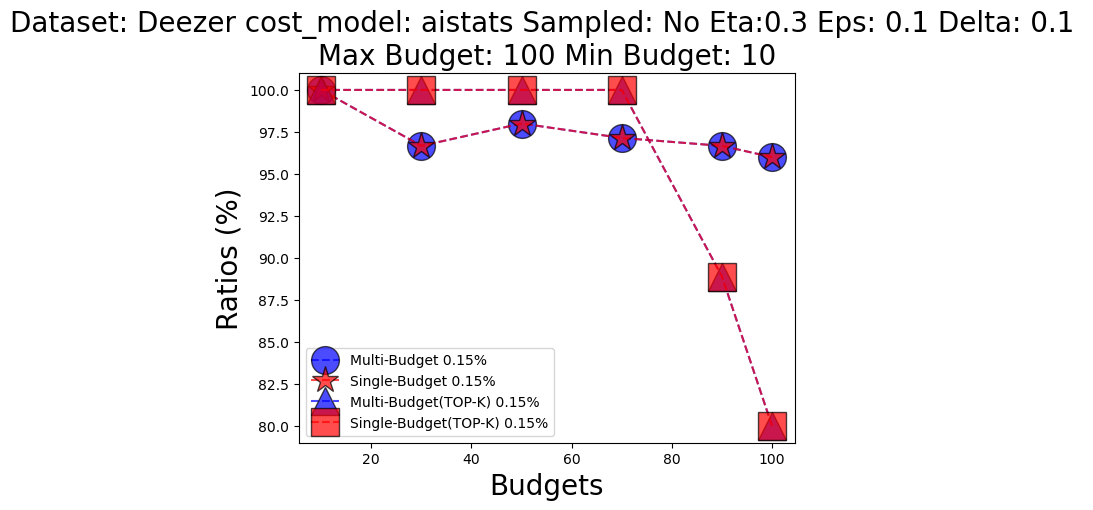 Dataset: Deezer cost_model: aistats Sampled: No Eta:0.3 Eps: 0.1 Delta: 0.1
Max Budget: 100 Min Budget: 10
Ratios (%)
100.0
97.5
95.0
92.5
90.0
87.5
85.0
82.5
80.0
Multi-Budget 0.15%
Single-Budget 0.15%
Multi-Budget(TOP-K) 0.15%
Single-Budget(TOP-K) 0.15%
20 40 60 80 100
Budgets